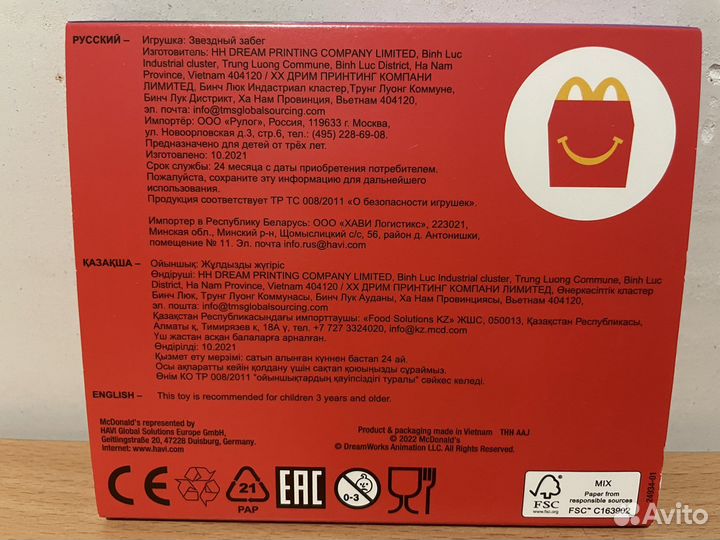 РУССКИЙ – Игрушка: Звездный забег
Изготовитель: HH DREAM PRINTING COMPANY LIMITED, Binh Luc
Industrial cluster, Trung Luong Commune, Binh Luc District, Ha Nam
Province, Vietnam 404120 / ХХ ДРИМ ПРИНТИНГ КОМПАНИ
ЛИМИТЕД, Бинч Люк Индастриал кластер,Трунг Луонг Коммуне,
Бинч Лук Дистрикт, Ха Нам Провинция, Вьетнам 404120,
эл. почта: info@tmsglobalsourcing.com
Импортёр: ООО «Рулог», Россия, 119633 г. Москва,
ул. Новоорловская д.3, стр.6, тел.: (495) 228-69-08.
Предназначено для детей от трёх лет.
Изготовлено: 10.2021
Срок службы: 24 месяца с даты приобретения потребителем.
Пожалуйста, сохраните эту информацию для дальнейшего
использования.
Продукция соответствует ТР ТС 008/2011 «О безопасности игрушек».
Импортер в Республику Беларусь: ООО «ХАВИ Логистикс», 223021,
Минская обл., Минский р-н, Щомыслицкий с/с, 56, район д. Антонишки,
помещение № 11. Эл. почта info.rus@havi.com
ҚАЗАҚША – Ойыншық: Жұлдызды жүгіріс
Өндіруші: HH DREAM PRINTING COMPANY LIMITED, Binh Luc Industrial cluster, Trung Luong Commune, Binh Luc
District, Ha Nam Province, Vietnam 404120 / ХХ ДРИМ ПРИНТИНГ КОМПАНИ ЛИМИТЕД, Өнеркәсіптік кластер
Бинч Люк, Трунг Луонг Коммунасы, Бинч Лук Ауданы, Ха Нам Провинциясы, Вьетнам 404120,
эл. пошта: info@tmsglobalsourcing.com
Қазақстан Республикасындағы импорттаушы: «Food Solutions KZ» ЖШС, 050013, Қазақстан Республикасы,
Алматы қ, Тимирязев к, 18А ү, тел. +7 727 3324020, info@kz.mcd.com
Үш жастан асқан балаларға арналған.
Өндірілді: 10.2021
Қызмет ету мерзімі: сатып алынған күннен бастап 24 ай.
Осы ақпаратты кейін қолдану үшін сақтап қоюыңызды сұраймыз.
Өнім КО ТР 008/2011 "ойыншықтардың қауіпсіздігі туралы" сәйкес келеді.
ENGLISH – This toy is recommended for children 3 years and older.
McDonald's represented by
HAVI Global Solutions Europe GmbH,
Geitlingstraße 20, 47228 Duisburg, Germany.
Internet: www.havi.com
Product & packaging made in Vietnam THH AAJ
© 2022 McDonald's
© DreamWorks Animation LLC. All Rights Reserved.
CE
21
PAP
EAC
0-3
FSC
www.fsc.org
MIX
Paper from
responsible sources
FSC™ C163902
24934-01
Avito